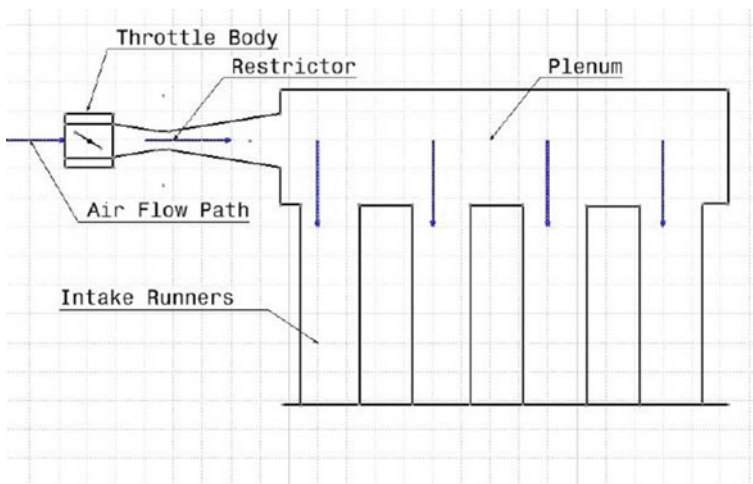 Throttle Body
Restrictor
Plenum
Air Flow Path
Intake Runners